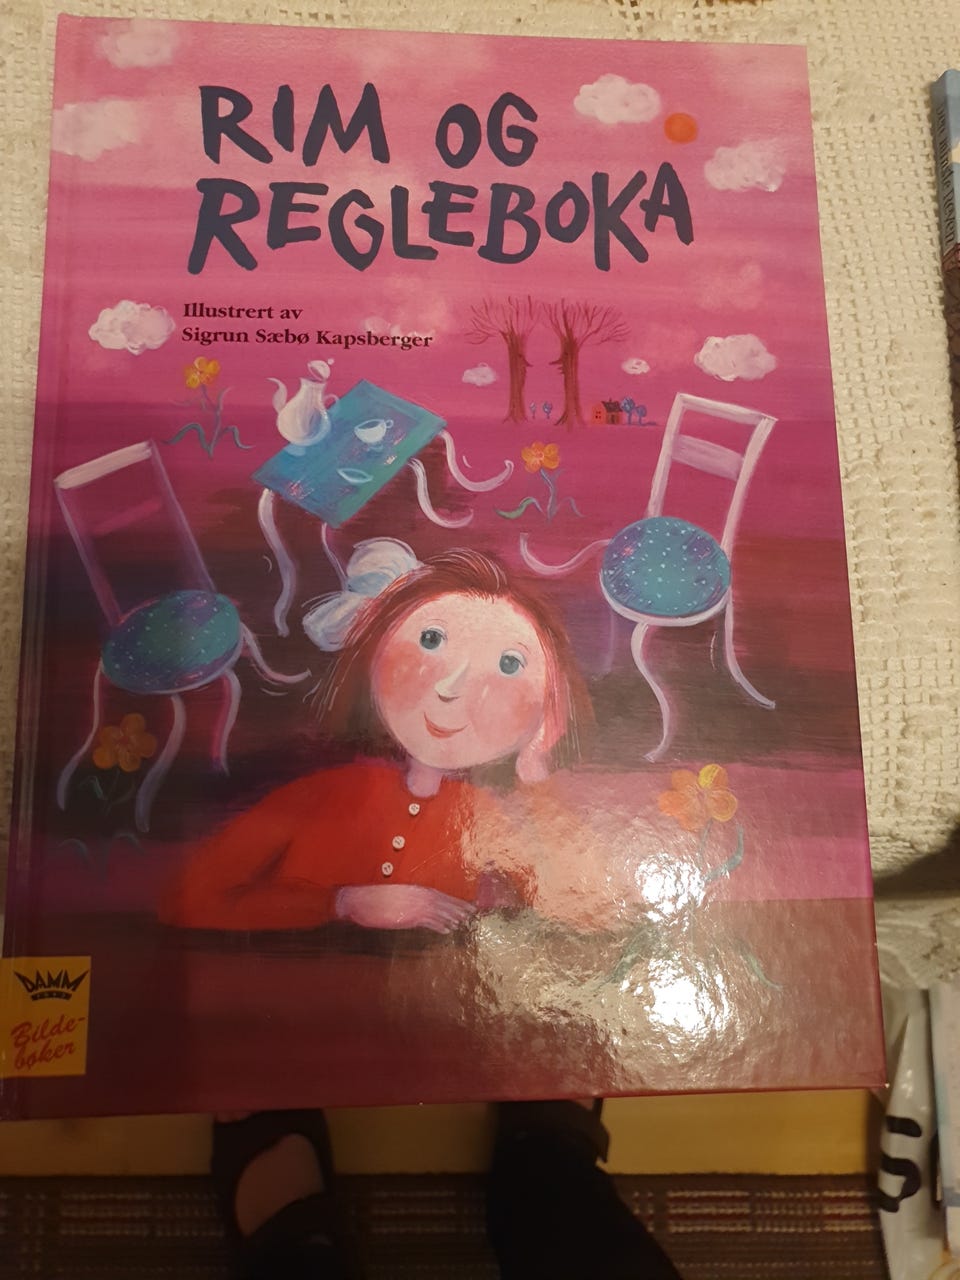 RIM OG
REGLEBOKA
Illustrert av
Sigrun Sæbø Kapsberger
DAMM
Bilde-
bøker